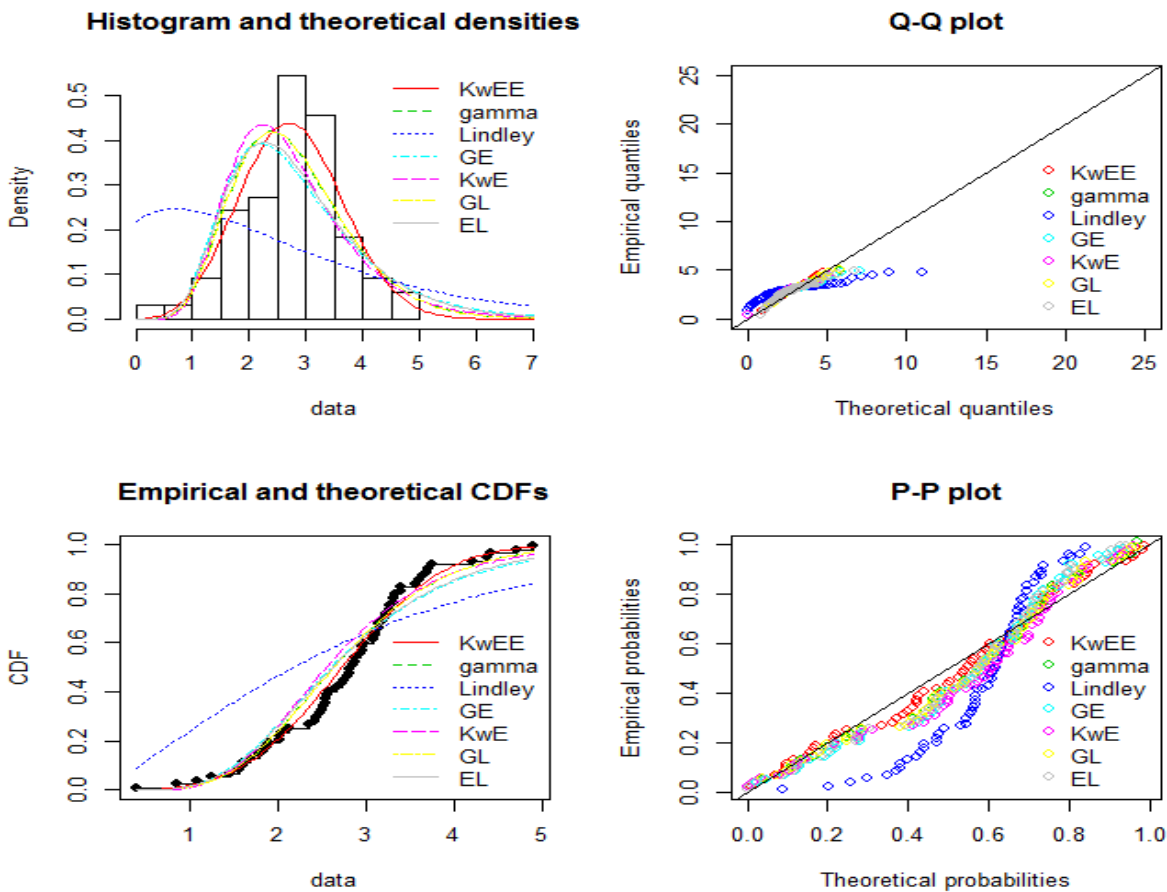 Histogram and theoretical densities
Density
0.0 0.1 0.2 0.3 0.4 0.5
KwEE
gamma
Lindley
GE
KwE
GL
EL
0 1 2 3 4 5 6 7
data
Q-Q plot
Empirical quantiles
0 5 10 15 20 25
KwEE
gamma
Lindley
GE
KwE
GL
EL
0 5 10 15 20 25
Theoretical quantiles
Empirical and theoretical CDFs
CDF
0.0 0.2 0.4 0.6 0.8 1.0
KwEE
gamma
Lindley
GE
KwE
GL
EL
1 2 3 4 5
data
P-P plot
Empirical probabilities
0.0 0.2 0.4 0.6 0.8 1.0
KwEE
gamma
Lindley
GE
KwE
GL
EL
0.0 0.2 0.4 0.6 0.8 1.0
Theoretical probabilities